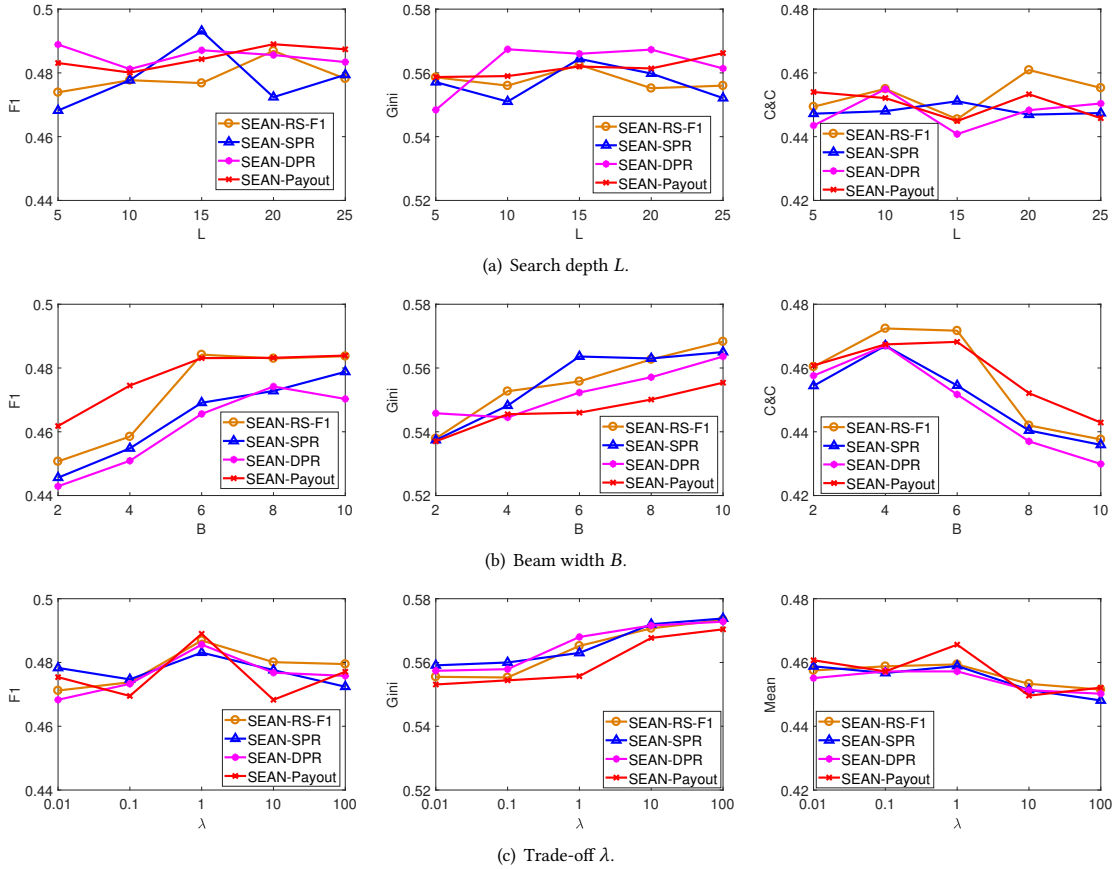 0.5
0.48
0.46
0.44
F1
5 10 15 20 25
L
SEAN-RS-F1
SEAN-SPR
SEAN-DPR
SEAN-Payout
0.58
0.56
0.54
0.52
Gini
5 10 15 20 25
L
SEAN-RS-F1
SEAN-SPR
SEAN-DPR
SEAN-Payout
0.48
0.46
0.44
0.42
C&C
5 10 15 20 25
L
SEAN-RS-F1
SEAN-SPR
SEAN-DPR
SEAN-Payout
(a) Search depth L.
0.5
0.48
0.46
0.44
F1
2 4 6 8 10
B
SEAN-RS-F1
SEAN-SPR
SEAN-DPR
SEAN-Payout
0.58
0.56
0.54
0.52
Gini
2 4 6 8 10
B
SEAN-RS-F1
SEAN-SPR
SEAN-DPR
SEAN-Payout
0.48
0.46
0.44
0.42
C&C
2 4 6 8 10
B
SEAN-RS-F1
SEAN-SPR
SEAN-DPR
SEAN-Payout
(b) Beam width B.
0.5
0.48
0.46
0.44
F1
0.01 0.1 1 10 100
λ
SEAN-RS-F1
SEAN-SPR
SEAN-DPR
SEAN-Payout
0.58
0.56
0.54
0.52
Gini
0.01 0.1 1 10 100
λ
SEAN-RS-F1
SEAN-SPR
SEAN-DPR
SEAN-Payout
0.48
0.46
0.44
0.42
Mean
0.01 0.1 1 10 100
λ
SEAN-RS-F1
SEAN-SPR
SEAN-DPR
SEAN-Payout
(c) Trade-off λ.